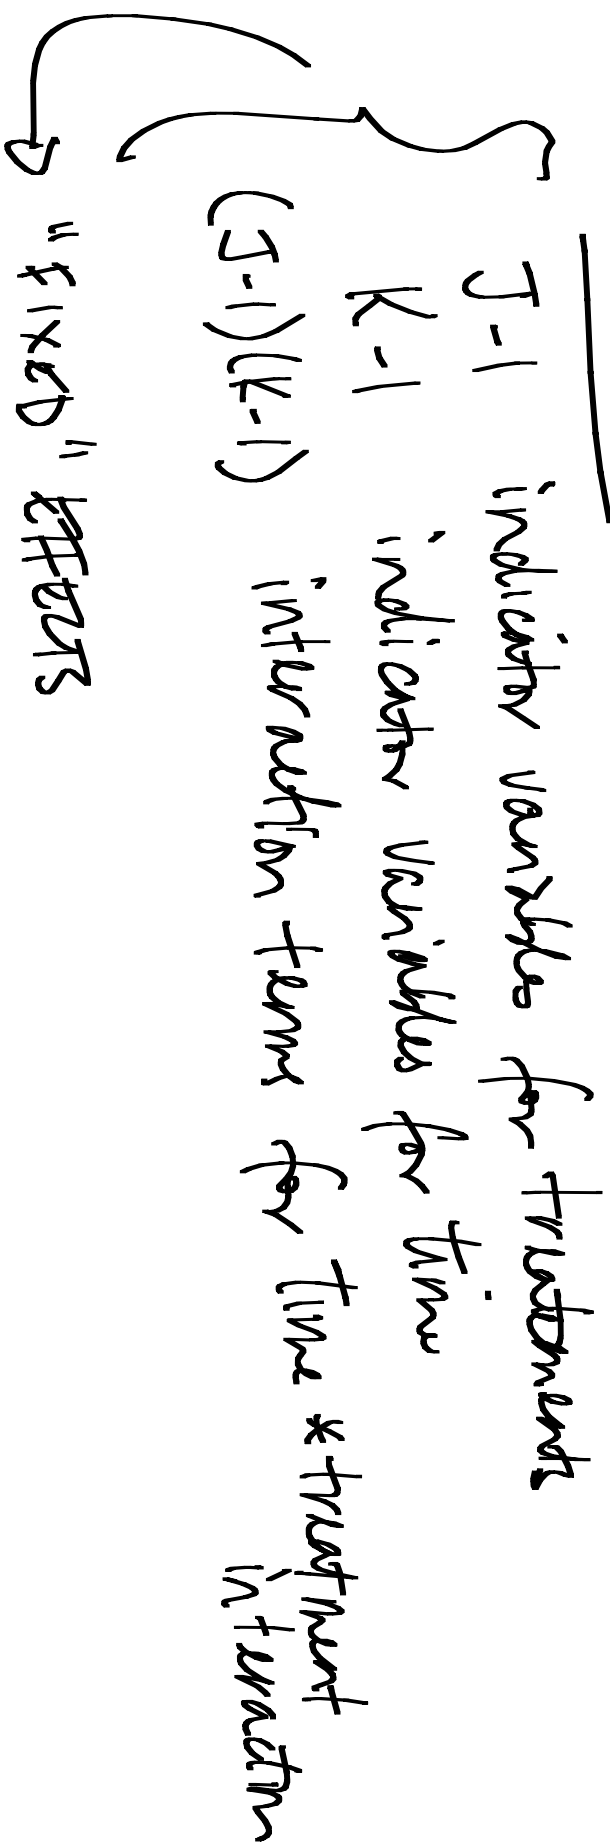 J-1 indicator variables for treatments
K-1 indicator variables for time
(J-1)(K-1) interaction terms for time * treatment
interaction
"fixed" effects